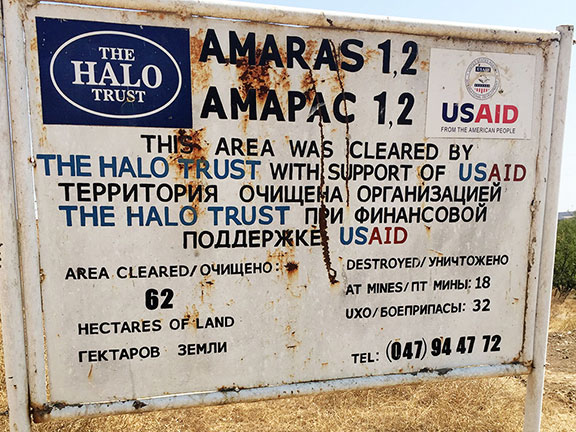 THE
HALO
TRUST
AMARAS 1,2
АМАРАС 1,2
USAID
FROM THE AMERICAN PEOPLE
THIS AREA WAS CLEARED BY
THE HALO TRUST WITH SUPPORT OF USAID
ТЕРРИТОРИЯ ОЧИЩЕНА ОРГАНИЗАЦИЕЙ
THE HALO TRUST ПРИ ФИНАНСОВОЙ
ПОДДЕРЖКЕ USAID
AREA CLEARED/ОЧИЩЕНО:
62
HECTARES OF LAND
ГЕКТАРОВ ЗЕМЛИ
DESTROYED/УНИЧТОЖЕНО
AT MINES/ПТ МИНЫ: 18
UXO/БОЕПРИПАСЫ: 32
TEL: (047) 94 47 72